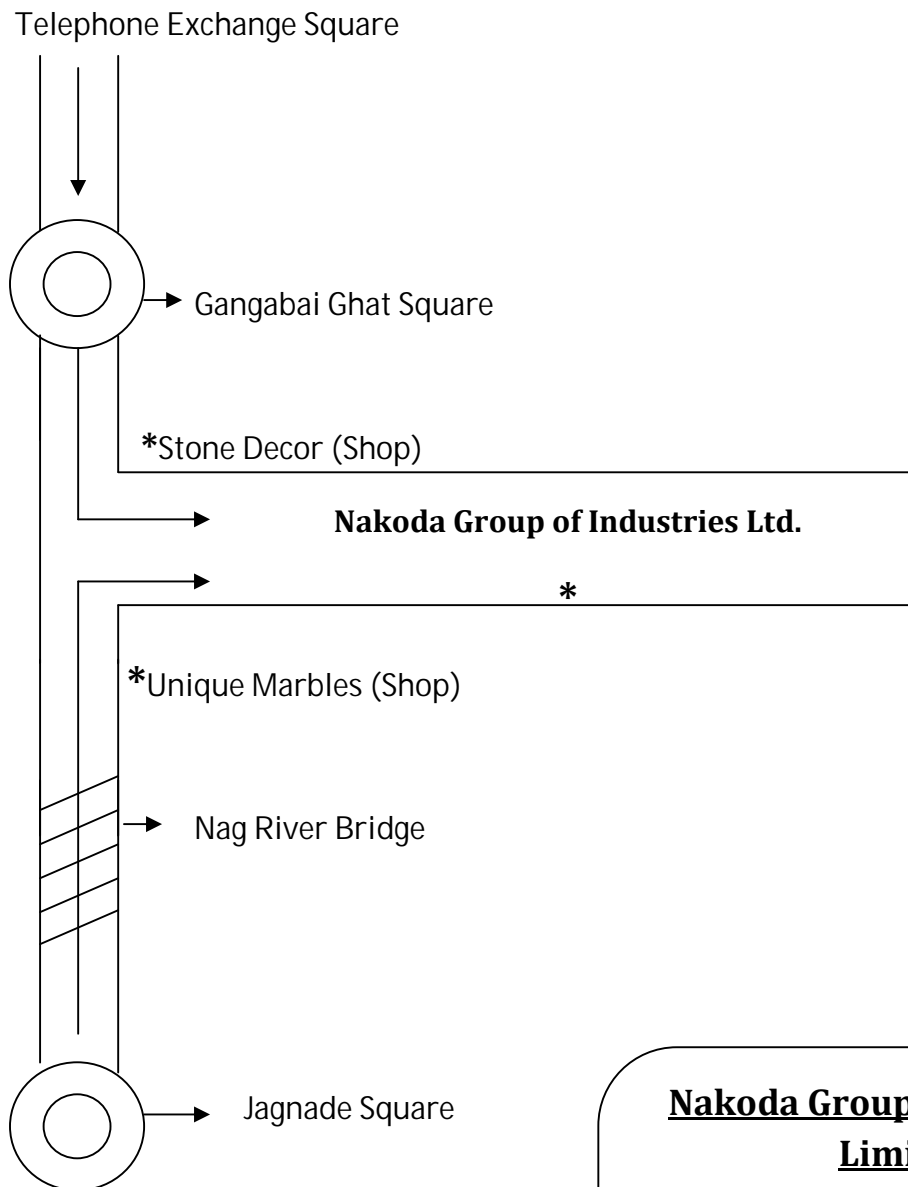 Telephone Exchange Square
Gangabai Ghat Square
*Stone Decor (Shop)
Nakoda Group of Industries Ltd.
*
*Unique Marbles (Shop)
Nag River Bridge
Jagnade Square
Nakoda Group
Limi